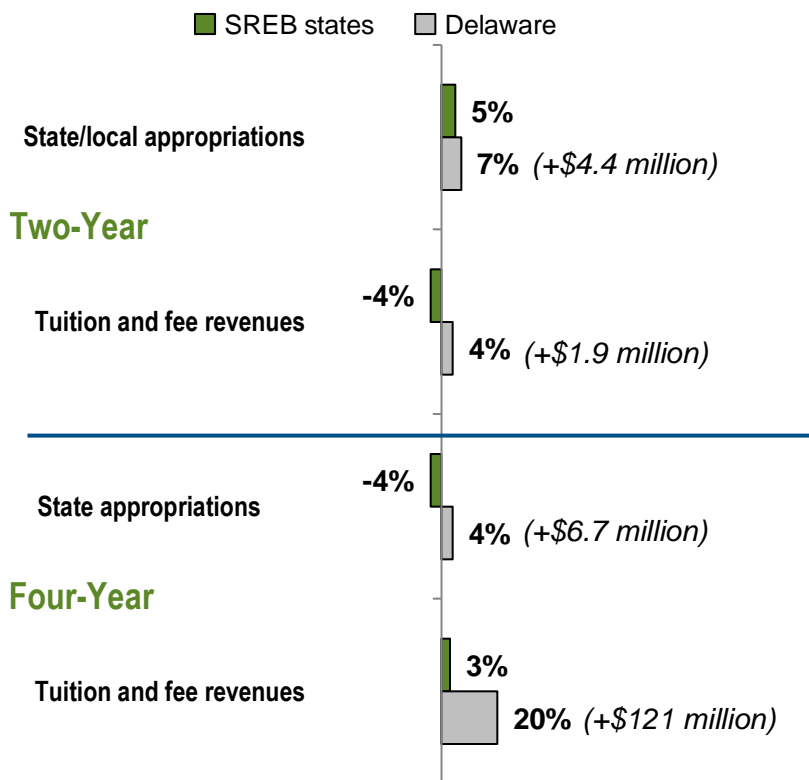 SREB states Delaware
State/local appropriations
5%
7% (+$4.4 million)
Two-Year
Tuition and fee revenues
-4%
4% (+$1.9 million)
State appropriations
-4%
4% (+$6.7 million)
Four-Year
Tuition and fee revenues
3%
20% (+$121 million)